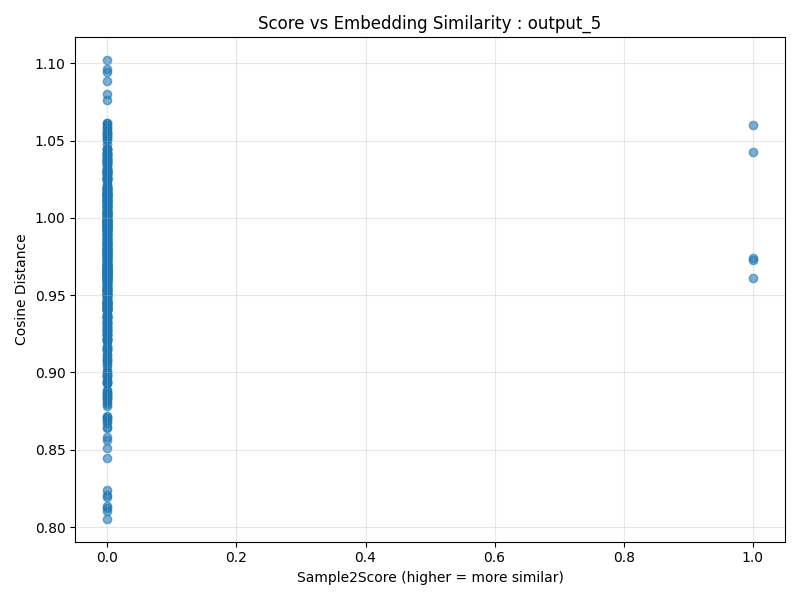 Score vs Embedding Similarity : output_5
1.10
1.05
1.00
0.95
0.90
0.85
0.80
Cosine Distance
0.0 0.2 0.4 0.6 0.8 1.0
Sample2Score (higher = more similar)